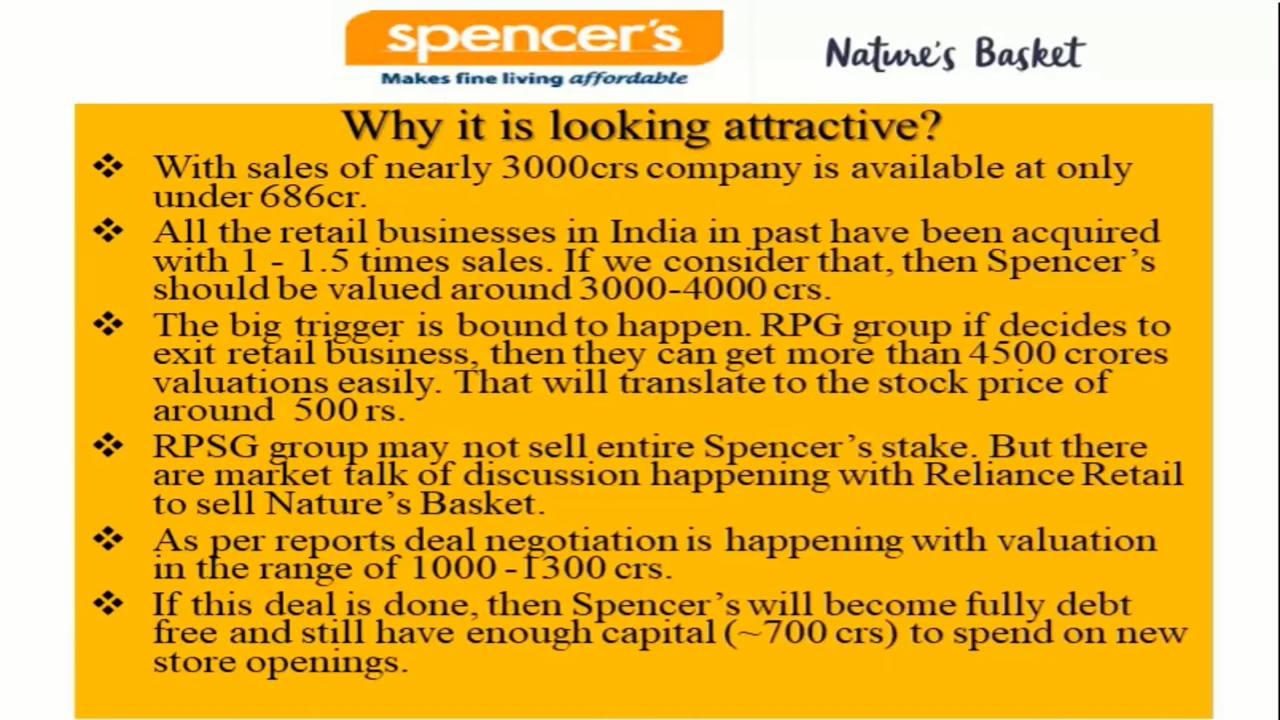 spencer's
Makes fine living affordable
Nature's Basket
Why it is looking attractive?
❖ With sales of nearly 3000crs company is available at only
under 686cr.
❖ All the retail businesses in India in past have been acquired
with 1 - 1.5 times sales. If we consider that, then Spencer's
should be valued around 3000-4000 crs.
❖ The big trigger is bound to happen. RPG group if decides to
exit retail business, then they can get more than 4500 crores
valuations easily. That will translate to the stock price of
around 500 rs.
❖ RPSG group may not sell entire Spencer's stake. But there
are market talk of discussion happening with Reliance Retail
to sell Nature's Basket.
❖ As per reports deal negotiation is happening with valuation
in the range of 1000 -1300 crs.
❖ If this deal is done, then Spencer's will become fully debt
free and still have enough capital (~700 crs) to spend on new
store openings.